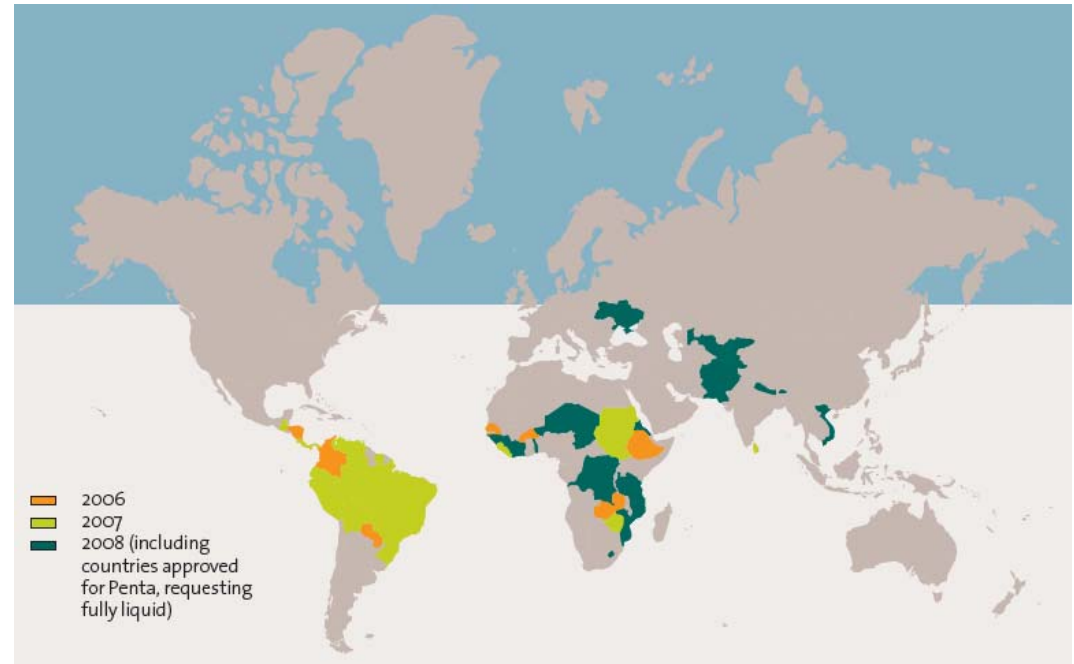 2006
2007
2008 (including
countries approved
for Penta, requesting
fully liquid)